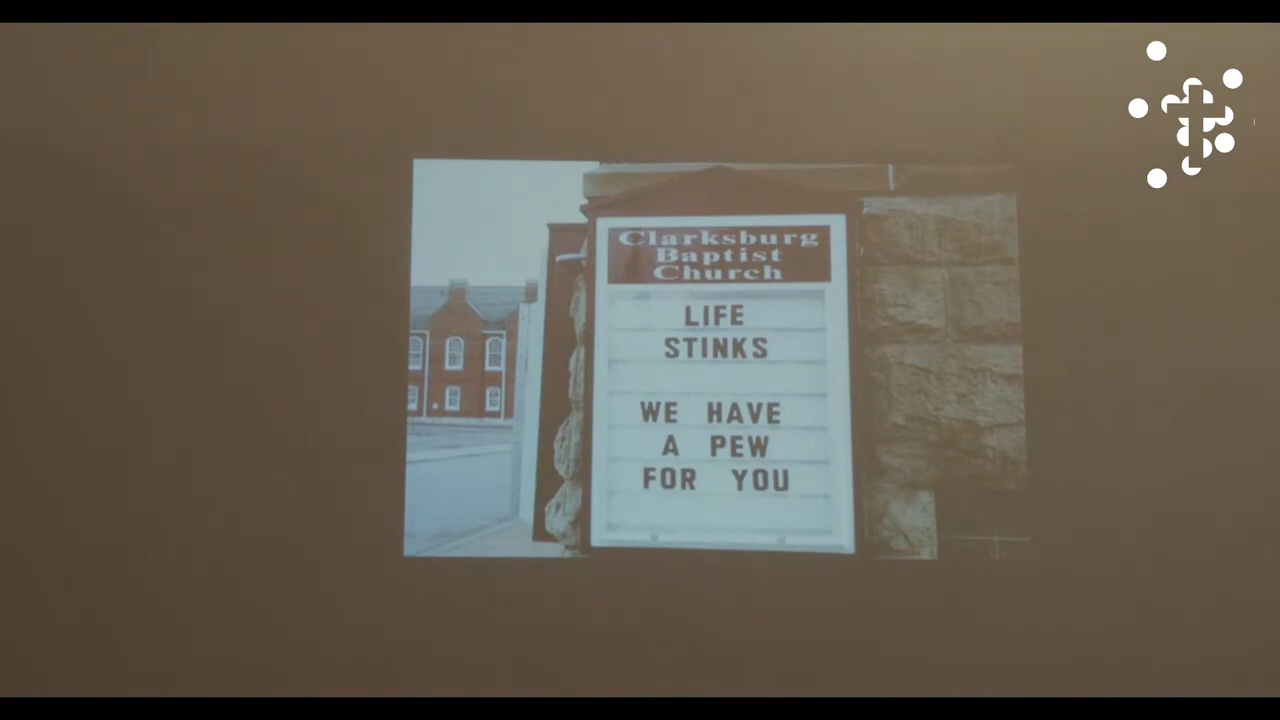 Clarksburg
Baptist
Church
LIFE
STINKS
WE HAVE
A PEW
FOR YOU